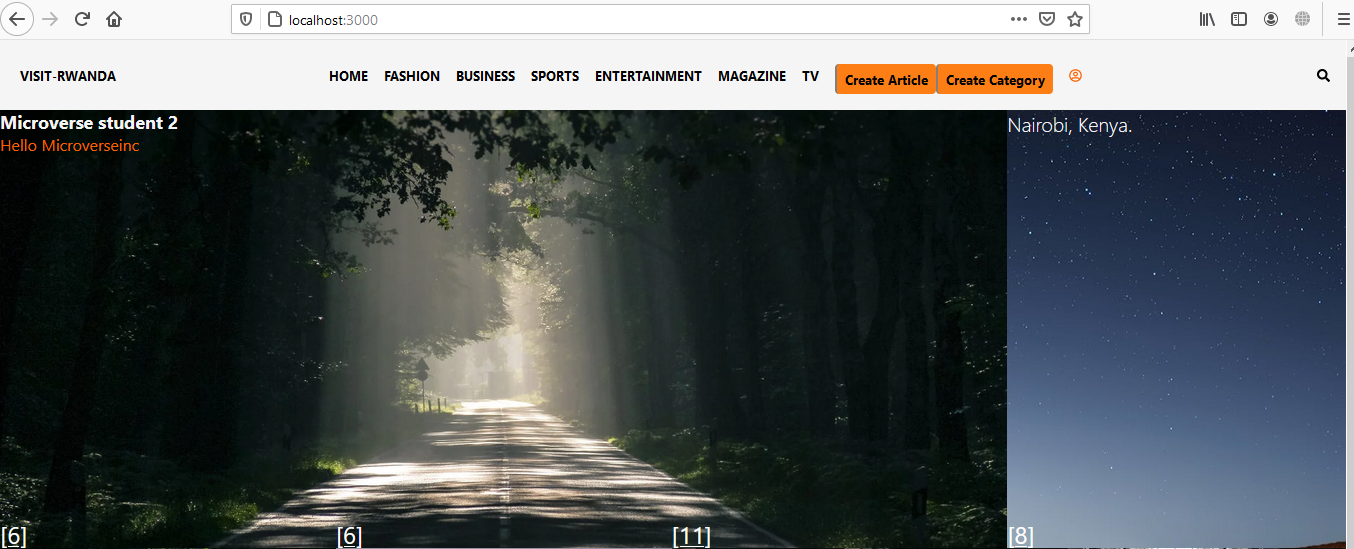 localhost:3000
VISIT-RWANDA HOME FASHION BUSINESS SPORTS ENTERTAINMENT MAGAZINE TV Create Article Create Category
Microverse student 2
Hello Microverseinc
Nairobi, Kenya.
[6] [6] [11] [8]